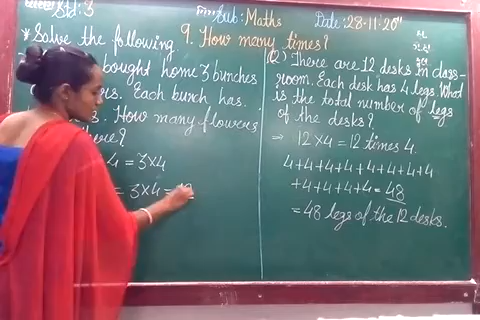 Std: 3 Sub: Maths Date: 28-11-20"
* Solve the following.
9. How many times?
bought home 3 bunches
Each bunch has
How many flowers
here?
4 = 3×4
= 3×4 =
Q2) There are 12 desks in class-
room. Each desk has 4 legs. What
is the total number of legs
of the desks?
⇒ 12×4 = 12 times 4.
4+4+4+4+4+4+4+4
+4+4+4+4 = 48
= 48 legs of the 12 desks.